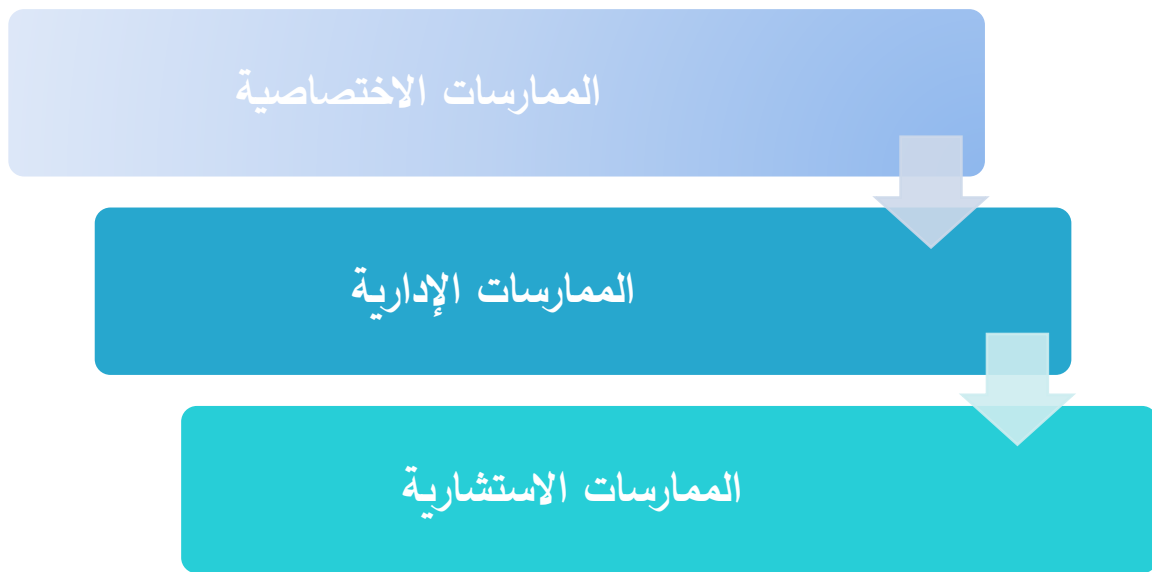 الممارسات الاختصاصية
الممارسات الإدارية
الممارسات الاستشارية